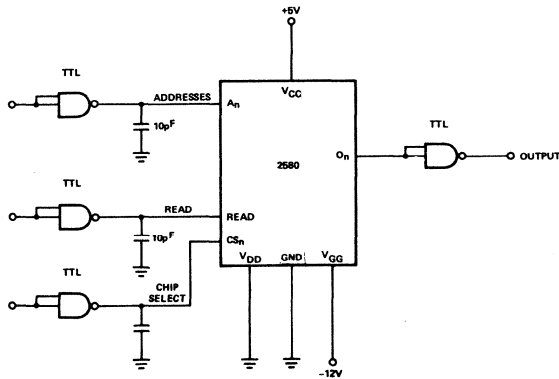 +5V
TTL
ADDRESSES
An
VCC
10pF
TTL
2580
On
OUTPUT
TTL
READ
READ
10pF
CSn
TTL
CHIP
SELECT
VDD
GND
VGG
-12V